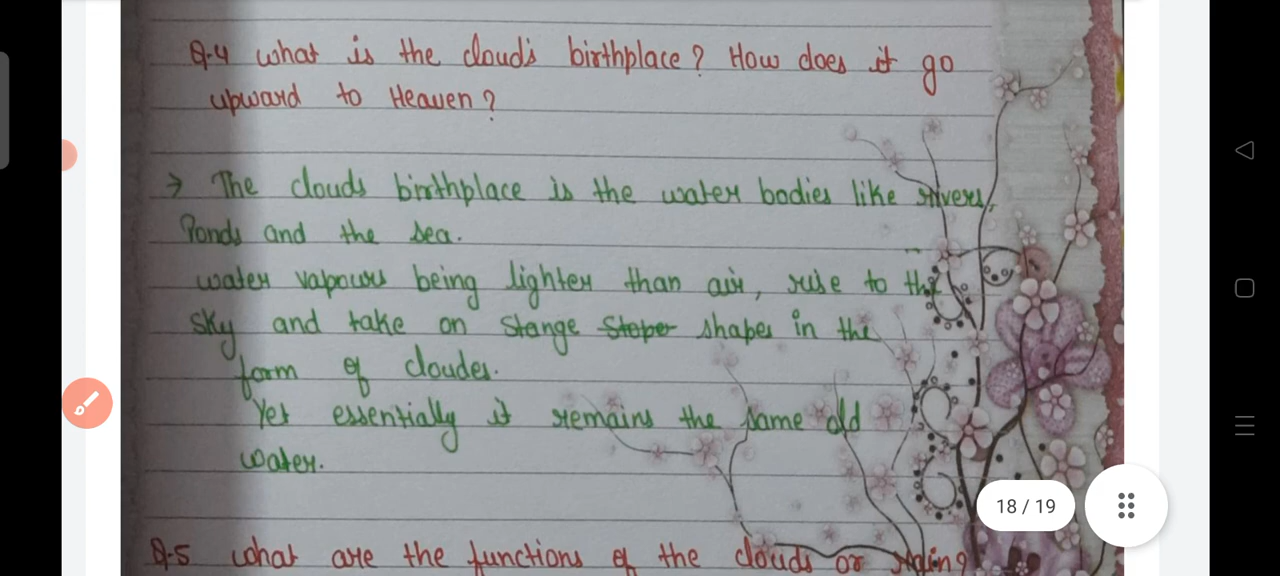 Q.4 what is the cloud's birthplace? How does it go
upward to Heaven?
→ The clouds birthplace is the water bodies like rivers,
Ponds and the sea.
water vapours being lighter than air, rise to the
sky and take on stange Stoper shapes in the
form of cloudes.
Yet essentially it remains the same old
water.
18 / 19
Q.5 what are the functions of the clouds or rain?